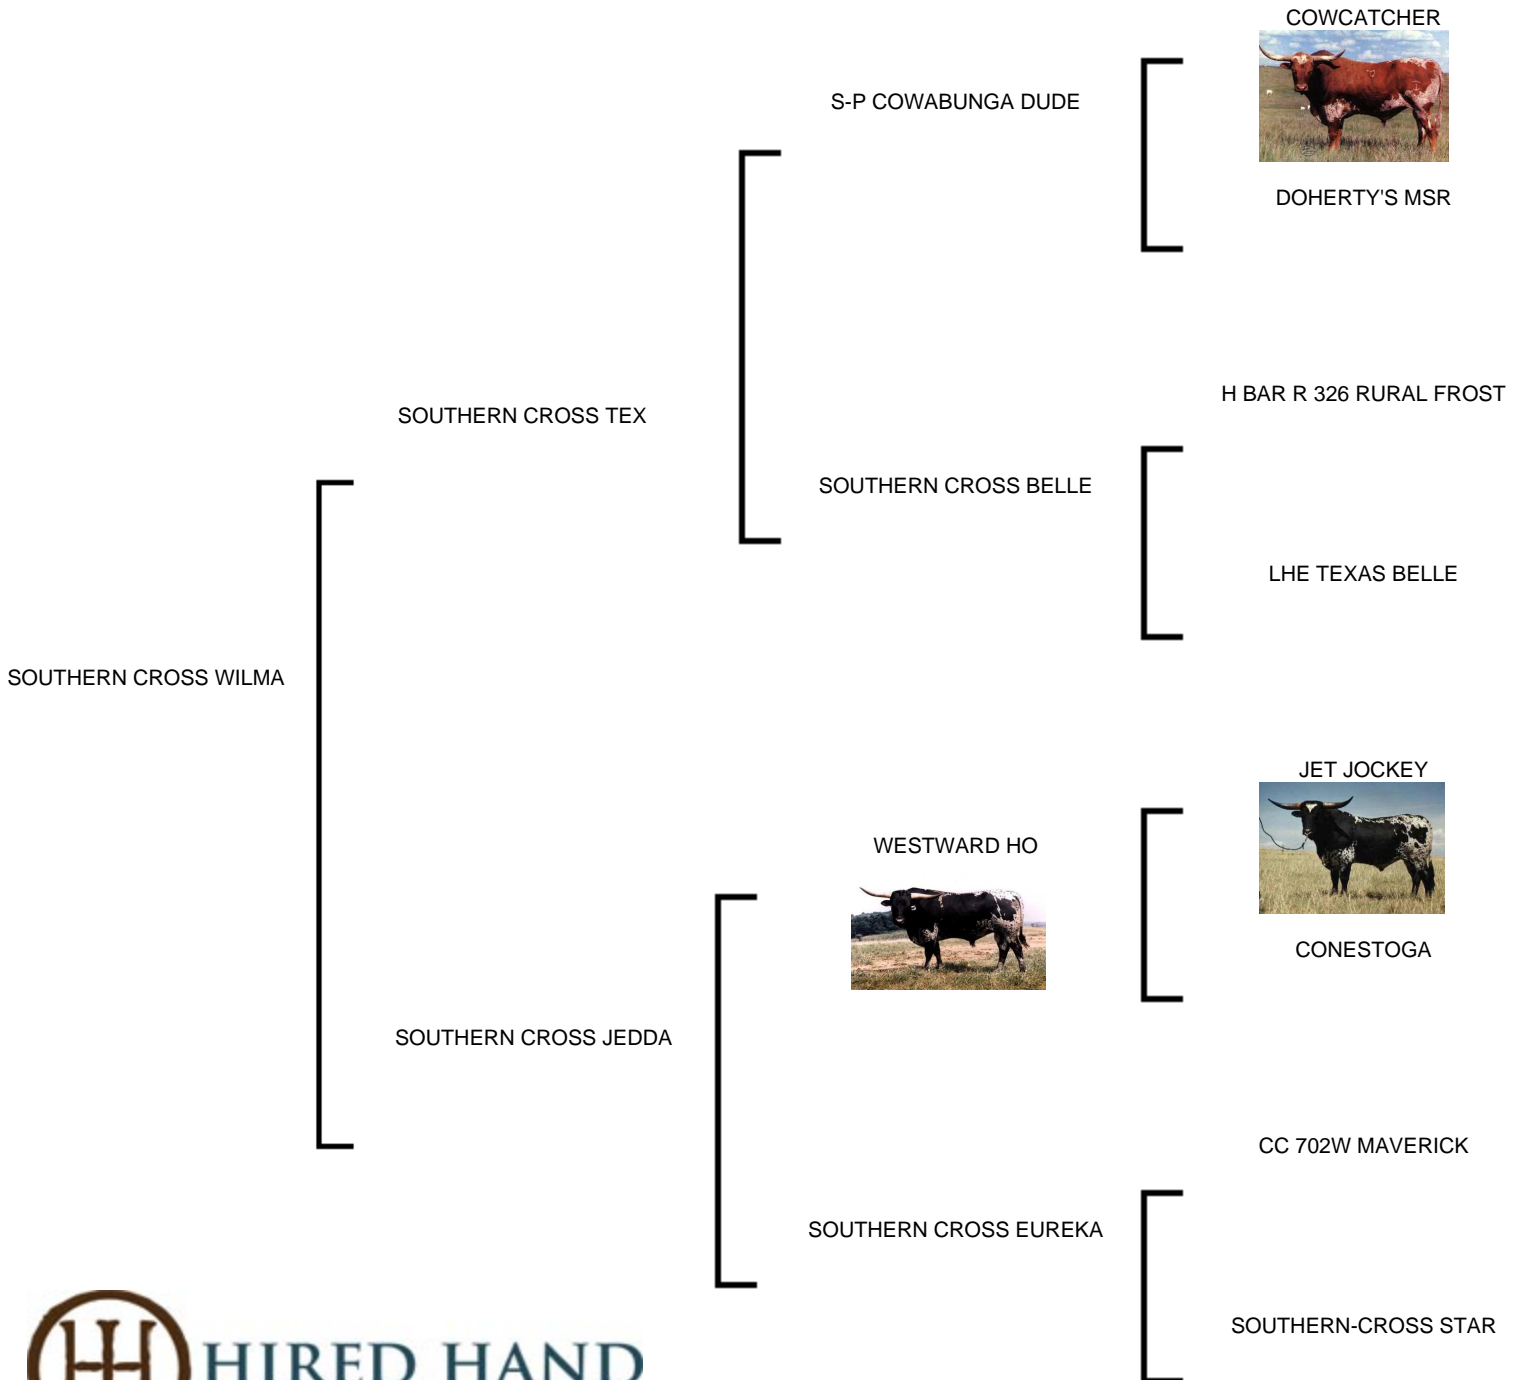 COWCATCHER
S-P COWABUNGA DUDE
DOHERTY'S MSR
H BAR R 326 RURAL FROST
SOUTHERN CROSS TEX
SOUTHERN CROSS BELLE
LHE TEXAS BELLE
SOUTHERN CROSS WILMA
JET JOCKEY
WESTWARD HO
CONESTOGA
SOUTHERN CROSS JEDDA
CC 702W MAVERICK
SOUTHERN CROSS EUREKA
SOUTHERN-CROSS STAR
HIRED HAND